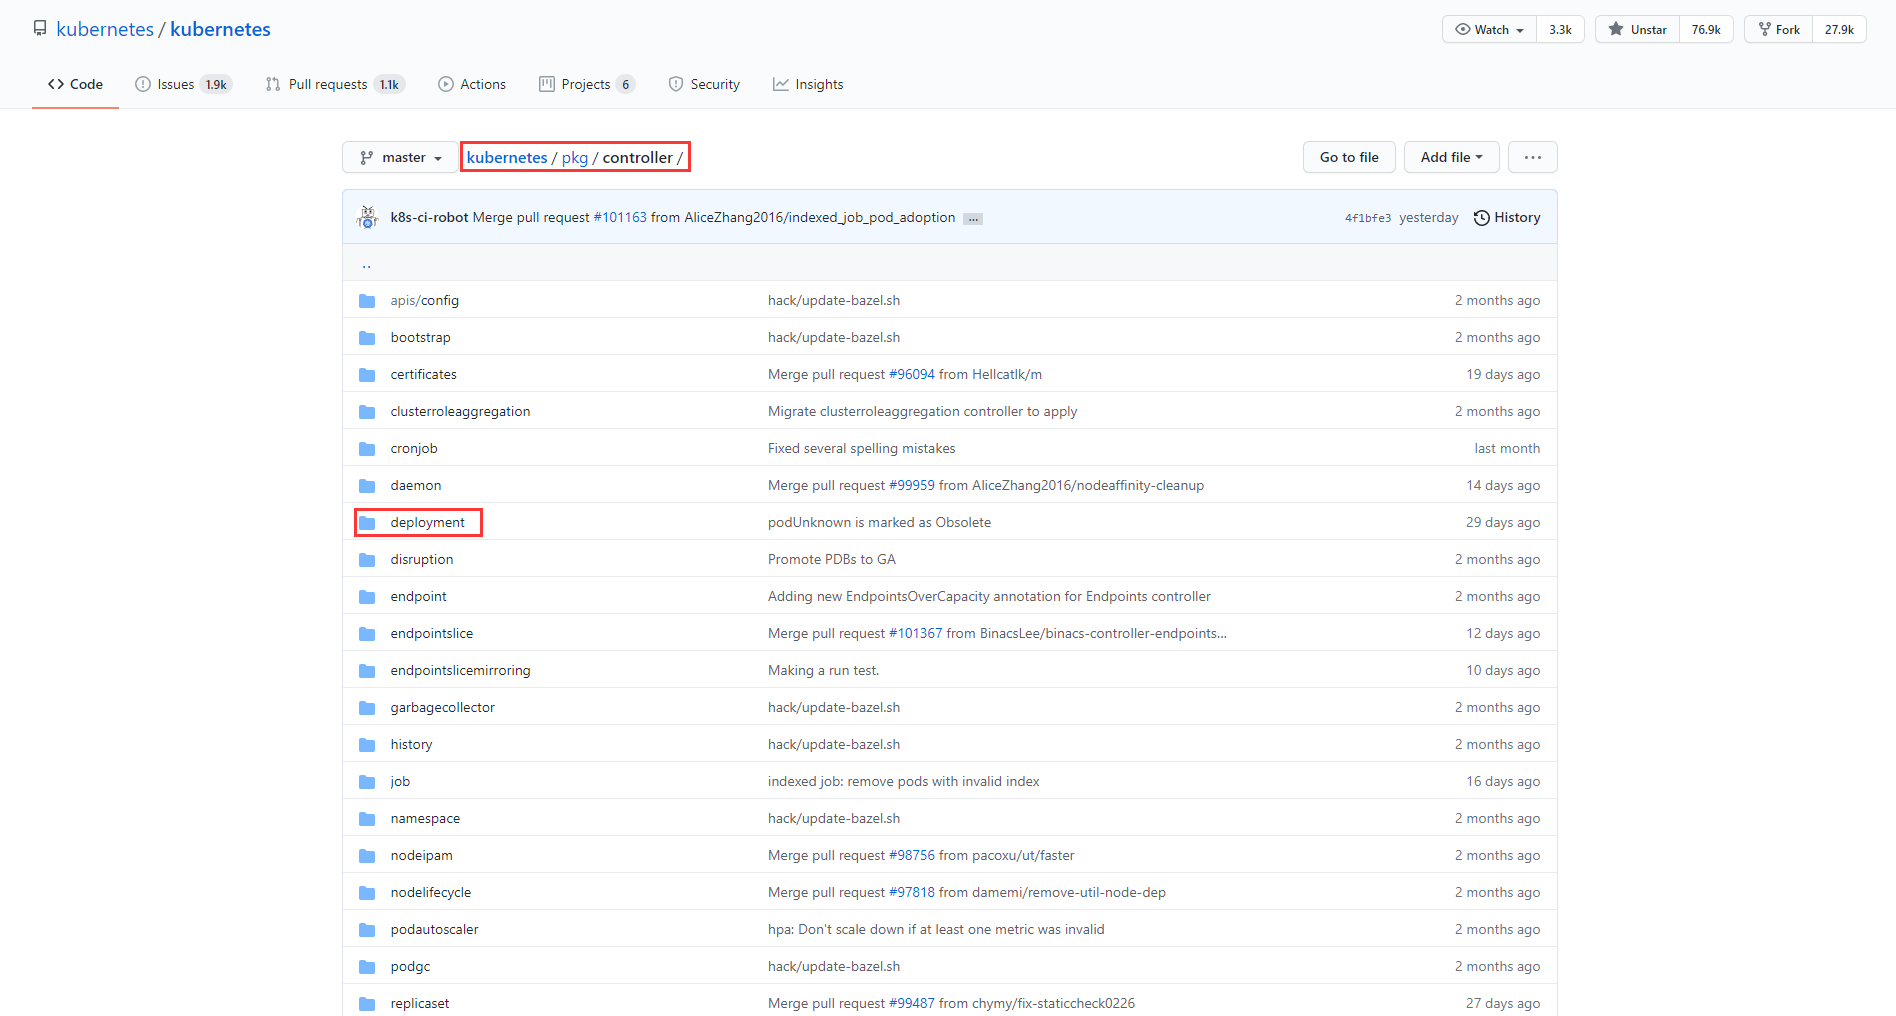 kubernetes / kubernetes
Watch 3.3k Unstar 76.9k Fork 27.9k
Code Issues 1.9k Pull requests 1.1k Actions Projects 6 Security Insights
master kubernetes / pkg / controller / Go to file Add file ...
k8s-ci-robot Merge pull request #101163 from AliceZhang2016/indexed_job_pod_adoption ... 4f1bfe3 yesterday History
..
apis/config hack/update-bazel.sh 2 months ago
bootstrap hack/update-bazel.sh 2 months ago
certificates Merge pull request #96094 from Hellcatlk/m 19 days ago
clusterroleaggregation Migrate clusterroleaggregation controller to apply 2 months ago
cronjob Fixed several spelling mistakes last month
daemon Merge pull request #99959 from AliceZhang2016/nodeaffinity-cleanup 14 days ago
deployment podUnknown is marked as Obsolete 29 days ago
disruption Promote PDBs to GA 2 months ago
endpoint Adding new EndpointsOverCapacity annotation for Endpoints controller 2 months ago
endpointslice Merge pull request #101367 from BinacsLee/binacs-controller-endpoints... 12 days ago
endpointslicemirroring Making a run test. 10 days ago
garbagecollector hack/update-bazel.sh 2 months ago
history hack/update-bazel.sh 2 months ago
job indexed job: remove pods with invalid index 16 days ago
namespace hack/update-bazel.sh 2 months ago
nodeipam Merge pull request #98756 from pacoxu/ut/faster 2 months ago
nodelifecycle Merge pull request #97818 from damemi/remove-util-node-dep 2 months ago
podautoscaler hpa: Don't scale down if at least one metric was invalid 2 months ago
podgc hack/update-bazel.sh 2 months ago
replicaset Merge pull request #99487 from chymy/fix-staticcheck0226 27 days ago